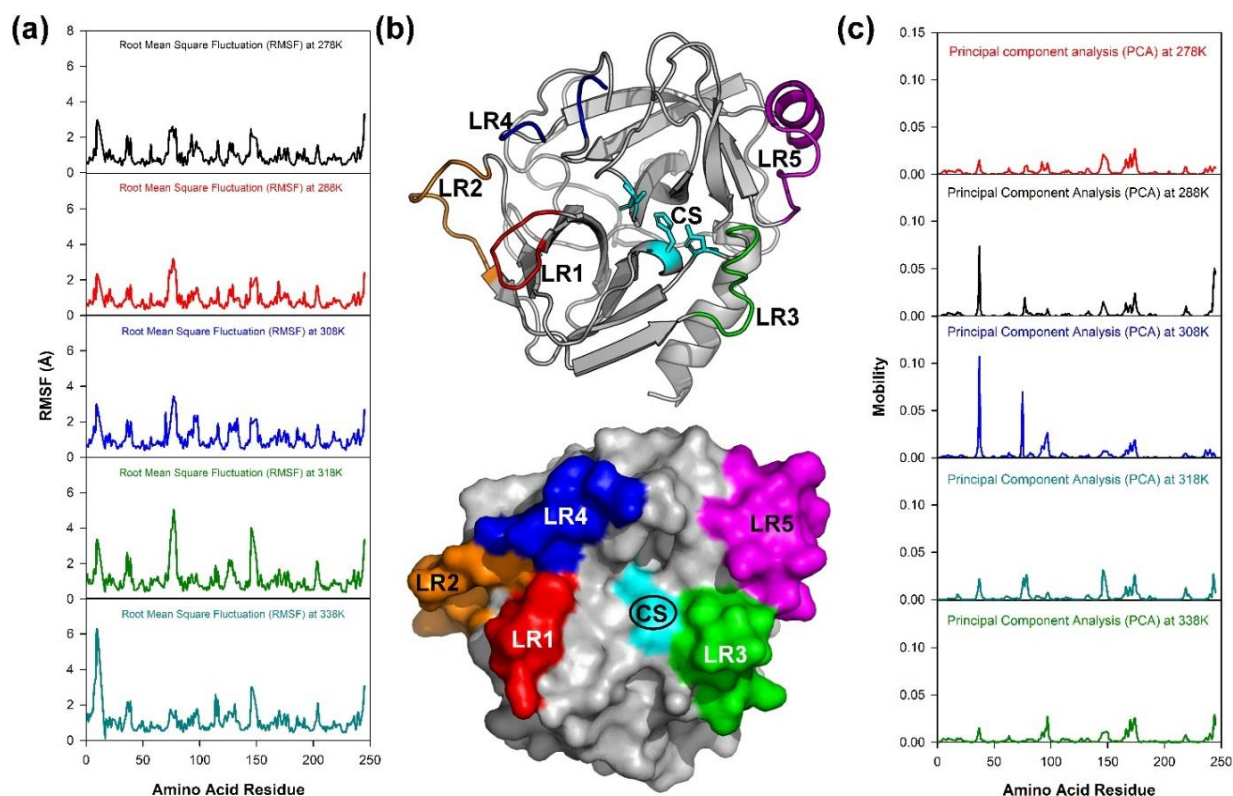 (a)
8
Root Mean Square Fluctuation (RMSF) at 278K
6
4
2
0
Root Mean Square Fluctuation (RMSF) at 288K
6
4
2
0
Root Mean Square Fluctuation (RMSF) at 308K
6
4
2
0
Root Mean Square Fluctuation (RMSF) at 318K
6
4
2
0
Root Mean Square Fluctuation (RMSF) at 338K
6
4
2
0
RMSF (Å)
0 50 100 150 200 250
Amino Acid Residue
(b)
LR4
LR5
LR2
CS
LR1
LR3
LR4
LR5
LR2
CS
LR1
LR3
(c)
0.15
Principal component analysis (PCA) at 278K
0.10
0.05
0.00
Principal Component Analysis (PCA) at 288K
0.10
0.05
0.00
Principal Component Analysis (PCA) at 308K
0.10
0.05
0.00
Principal Component Analysis (PCA) at 318K
0.10
0.05
0.00
Principal Component Analysis (PCA) at 338K
0.10
0.05
0.00
Mobility
0 50 100 150 200 250
Amino Acid Residue